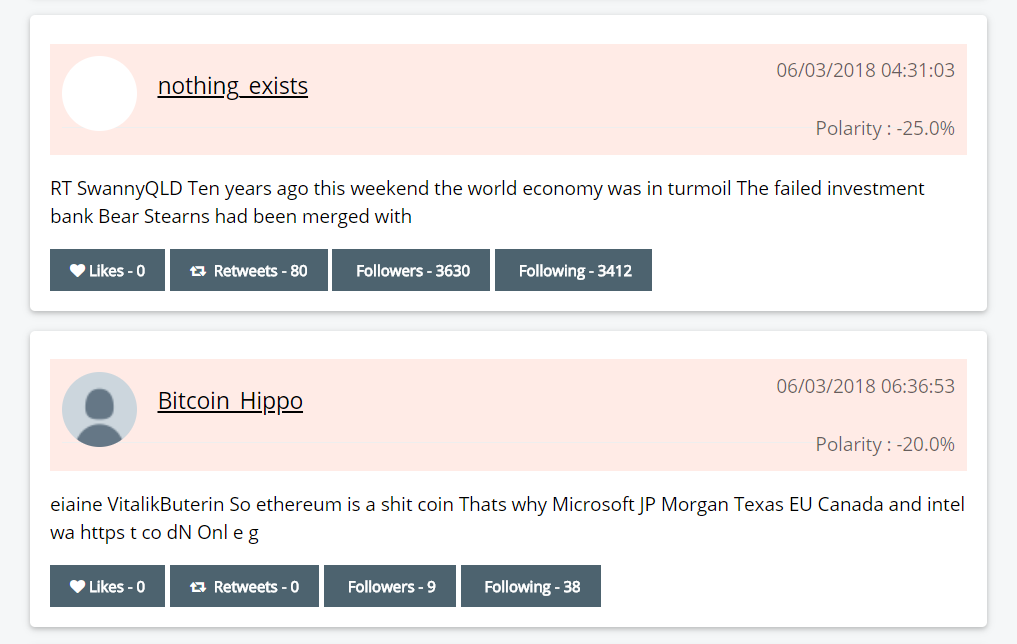 nothing_exists
06/03/2018 04:31:03
Polarity : -25.0%
RT SwannyQLD Ten years ago this weekend the world economy was in turmoil The failed investment
bank Bear Stearns had been merged with
Likes - 0 Retweets - 80 Followers - 3630 Following - 3412
Bitcoin_Hippo
06/03/2018 06:36:53
Polarity : -20.0%
eiaine VitalikButerin So ethereum is a shit coin Thats why Microsoft JP Morgan Texas EU Canada and intel
wa https t co dN Onl e g
Likes - 0 Retweets - 0 Followers - 9 Following - 38